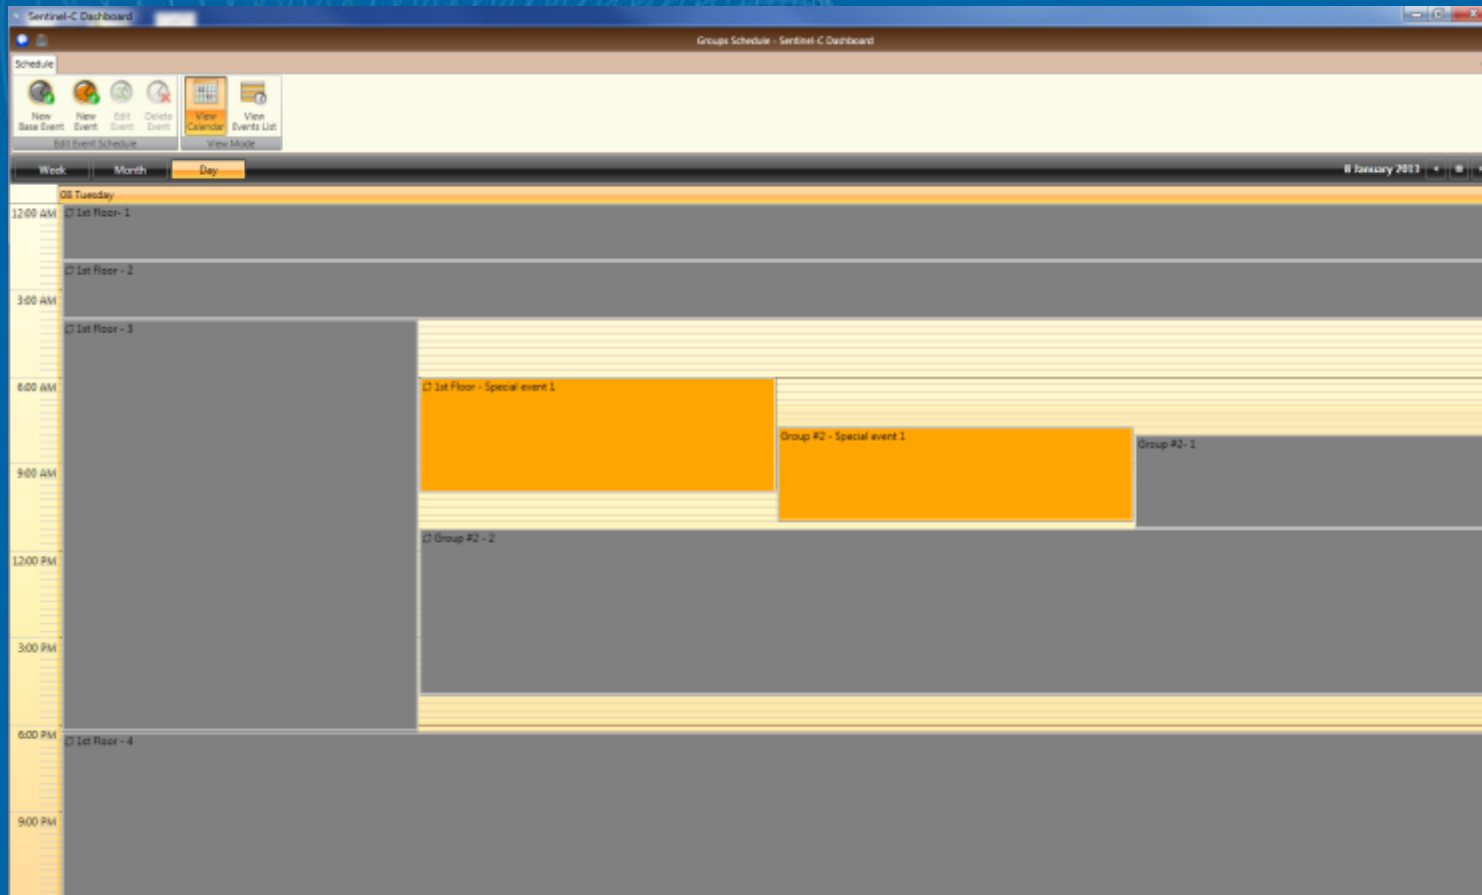 Sentinel-C Dashboard
Groups Schedule - Sentinel-C Dashboard
Schedule
New Base Event
New Event
Edit Event
Delete Event
View Calendar
View Events List
Edit Event Schedule
View Mode
Week
Month
Day
8 January 2013
08 Tuesday
12:00 AM
1st Floor- 1
1st Floor - 2
3:00 AM
1st Floor - 3
6:00 AM
1st Floor - Special event 1
Group #2 - Special event 1
Group #2- 1
9:00 AM
Group #2 - 2
12:00 PM
3:00 PM
6:00 PM
1st Floor - 4
9:00 PM